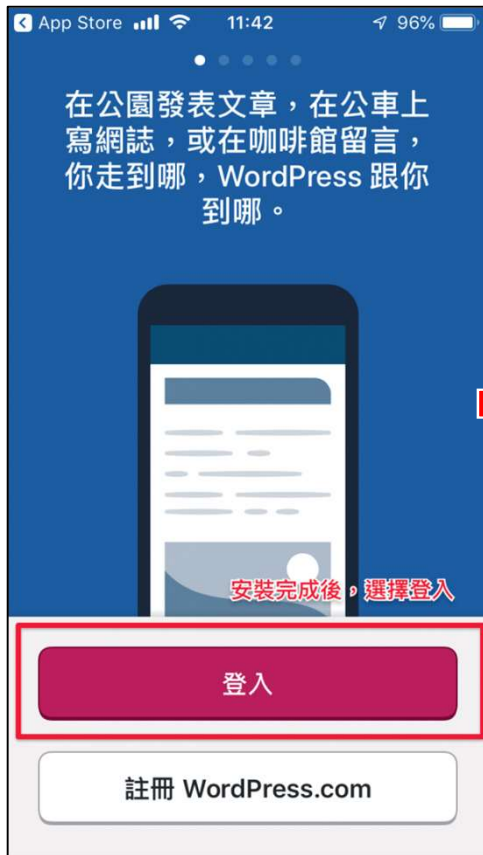 App Store 11:42 96%
在公園發表文章，在公車上
寫網誌，或在咖啡館留言，
你走到哪，WordPress 跟你
到哪。
安裝完成後，選擇登入
登入
註冊 WordPress.com